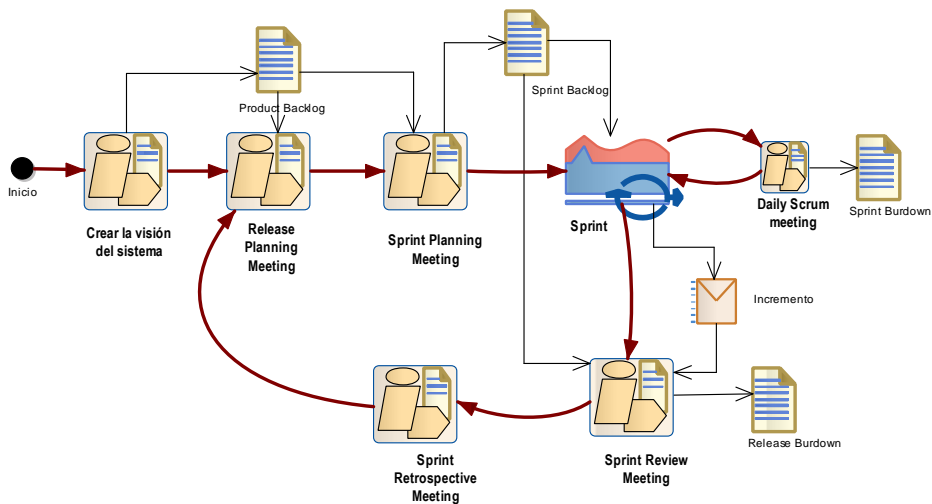 Product Backlog
Sprint Backlog
Inicio
Crear la visión
del sistema
Release
Planning
Meeting
Sprint Planning
Meeting
Sprint
Daily Scrum
meeting
Sprint Burdown
Incremento
Sprint
Retrospective
Meeting
Sprint Review
Meeting
Release Burdown